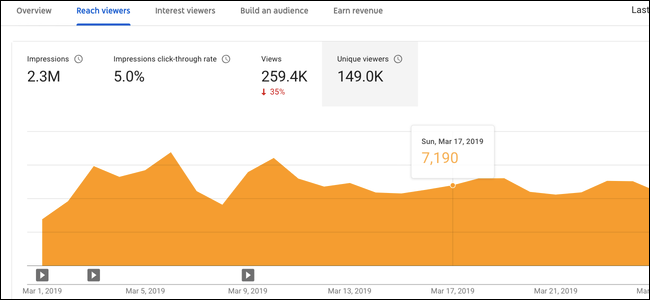 Overview Reach viewers Interest viewers Build an audience Earn revenue Last
Impressions Impressions click-through rate Views Unique viewers
2.3M 5.0% 259.4K 149.0K
↓ 35%
Sun, Mar 17, 2019
7,190
Mar 1, 2019 Mar 5, 2019 Mar 9, 2019 Mar 13, 2019 Mar 17, 2019 Mar 21, 2019 Mar